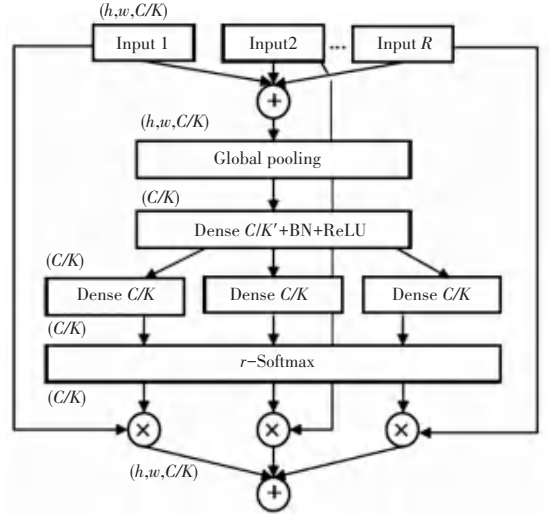 (h,w,C/K)
Input 1 Input2 ... Input R
+
(h,w,C/K)
Global pooling
(C/K)
Dense C/K′+BN+ReLU
(C/K)
Dense C/K Dense C/K Dense C/K
(C/K)
r−Softmax
(C/K)
× × ×
(h,w,C/K)
+